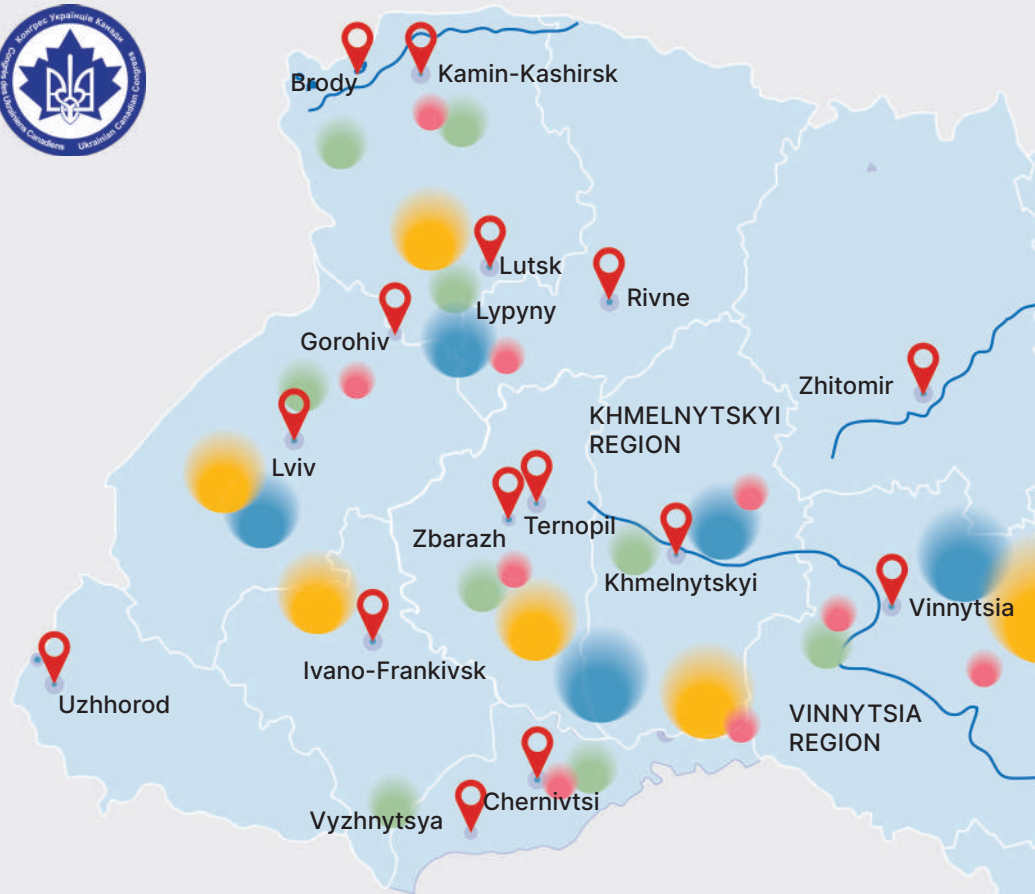 Конгрес Українців Канади
Congrès des Ukrainiens Canadiens
Ukrainian Canadian Congress
Brody
Kamin-Kashirsk
Lutsk
Rivne
Lypyny
Gorohiv
Zhitomir
KHMELNYTSKYI
REGION
Lviv
Zbarazh
Ternopil
Khmelnytskyi
Vinnytsia
Ivano-Frankivsk
Uzhhorod
VINNYTSIA
REGION
Chernivtsi
Vyzhnytsya